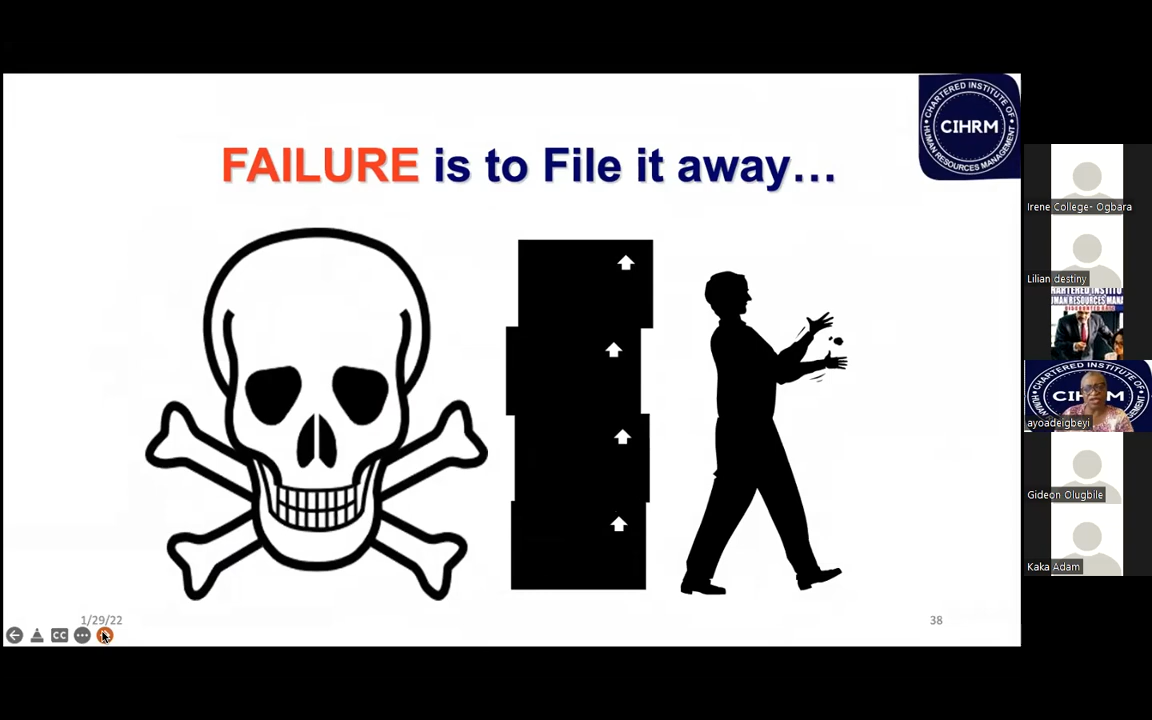 FAILURE is to File it away...
CHARTERED INSTITUTE OF
CIHRM
HUMAN RESOURCES MANAGEMENT
1/29/22
38
CC
Irene College- Ogbara
Lilian destiny
ayoadeigbeyi
Gideon Olugbile
Kaka Adam